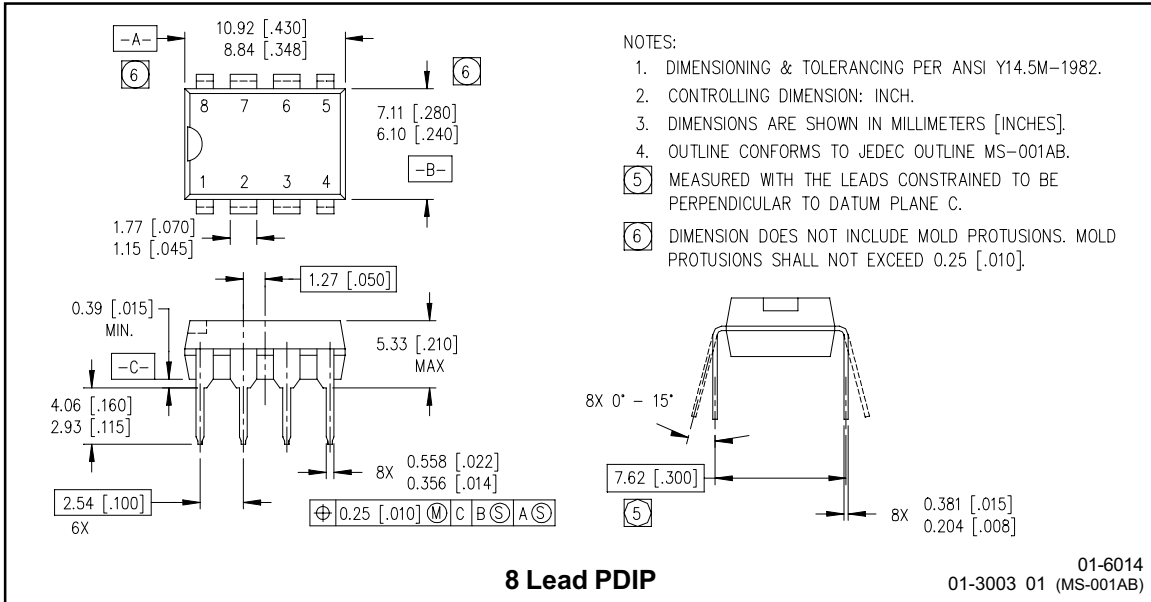 10.92 [.430]
8.84 [.348]
-A-
6
6
8 7 6 5
7.11 [.280]
6.10 [.240]
-B-
1 2 3 4
1.77 [.070]
1.15 [.045]
1.27 [.050]
0.39 [.015]
MIN.
5.33 [.210]
MAX
-C-
4.06 [.160]
2.93 [.115]
8X 0.558 [.022]
0.356 [.014]
2.54 [.100]
6X
⌖ 0.25 [.010] Ⓜ C B Ⓢ A Ⓢ
NOTES:
1. DIMENSIONING & TOLERANCING PER ANSI Y14.5M-1982.
2. CONTROLLING DIMENSION: INCH.
3. DIMENSIONS ARE SHOWN IN MILLIMETERS [INCHES].
4. OUTLINE CONFORMS TO JEDEC OUTLINE MS-001AB.
5 MEASURED WITH THE LEADS CONSTRAINED TO BE
PERPENDICULAR TO DATUM PLANE C.
6 DIMENSION DOES NOT INCLUDE MOLD PROTUSIONS. MOLD
PROTUSIONS SHALL NOT EXCEED 0.25 [.010].
8X 0° - 15°
7.62 [.300]
5
8X 0.381 [.015]
0.204 [.008]
8 Lead PDIP
01-6014
01-3003 01 (MS-001AB)